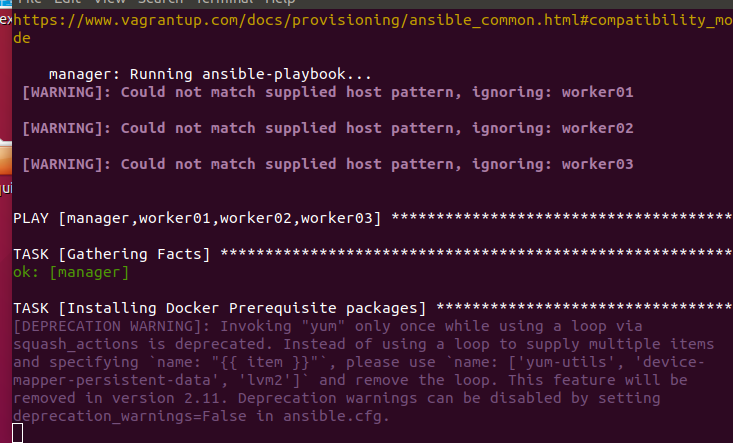 File Edit View Search Terminal Help
https://www.vagrantup.com/docs/provisioning/ansible_common.html#compatibility_mo
de
    manager: Running ansible-playbook...
 [WARNING]: Could not match supplied host pattern, ignoring: worker01
 [WARNING]: Could not match supplied host pattern, ignoring: worker02
 [WARNING]: Could not match supplied host pattern, ignoring: worker03
PLAY [manager,worker01,worker02,worker03] **************************************
TASK [Gathering Facts] *********************************************************
ok: [manager]
TASK [Installing Docker Prerequisite packages] *********************************
[DEPRECATION WARNING]: Invoking "yum" only once while using a loop via
squash_actions is deprecated. Instead of using a loop to supply multiple items
and specifying `name: "{{ item }}"`, please use `name: ['yum-utils', 'device-
mapper-persistent-data', 'lvm2']` and remove the loop. This feature will be
removed in version 2.11. Deprecation warnings can be disabled by setting
deprecation_warnings=False in ansible.cfg.